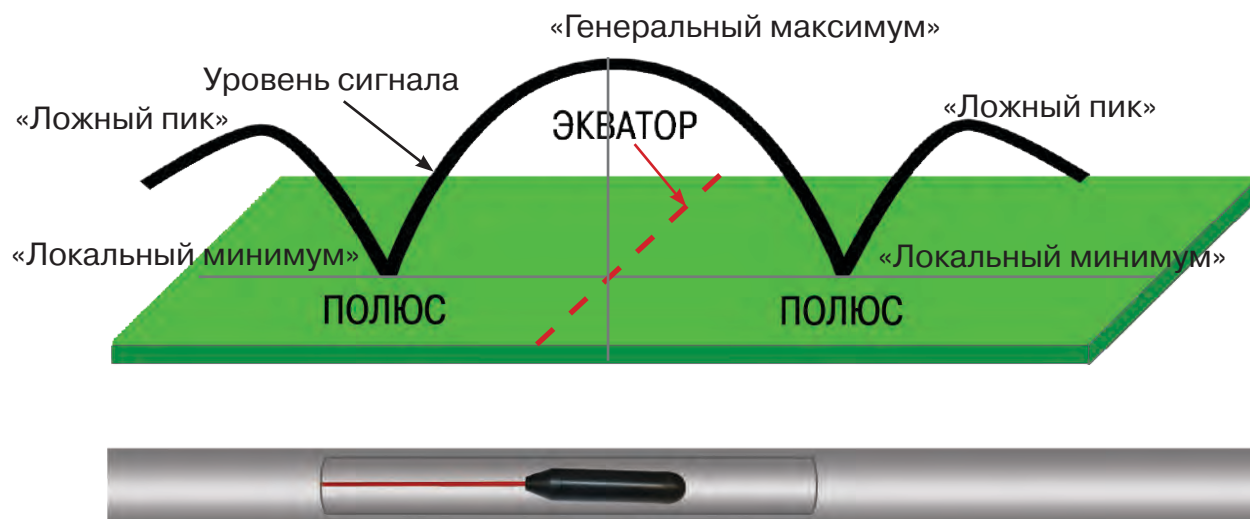 «Генеральный максимум»
Уровень сигнала
«Ложный пик»
«Ложный пик»
ЭКВАТОР
«Локальный минимум»
«Локальный минимум»
ПОЛЮС
ПОЛЮС